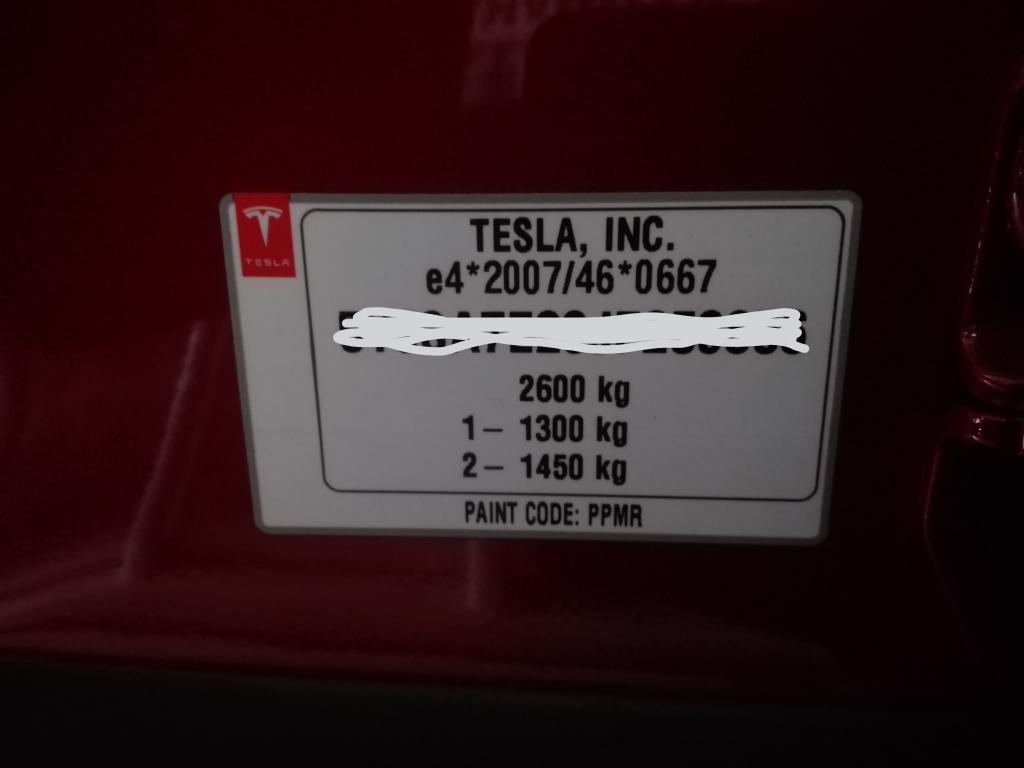 TESLA
TESLA, INC.
e4*2007/46*0667
2600 kg
1– 1300 kg
2– 1450 kg
PAINT CODE: PPMR